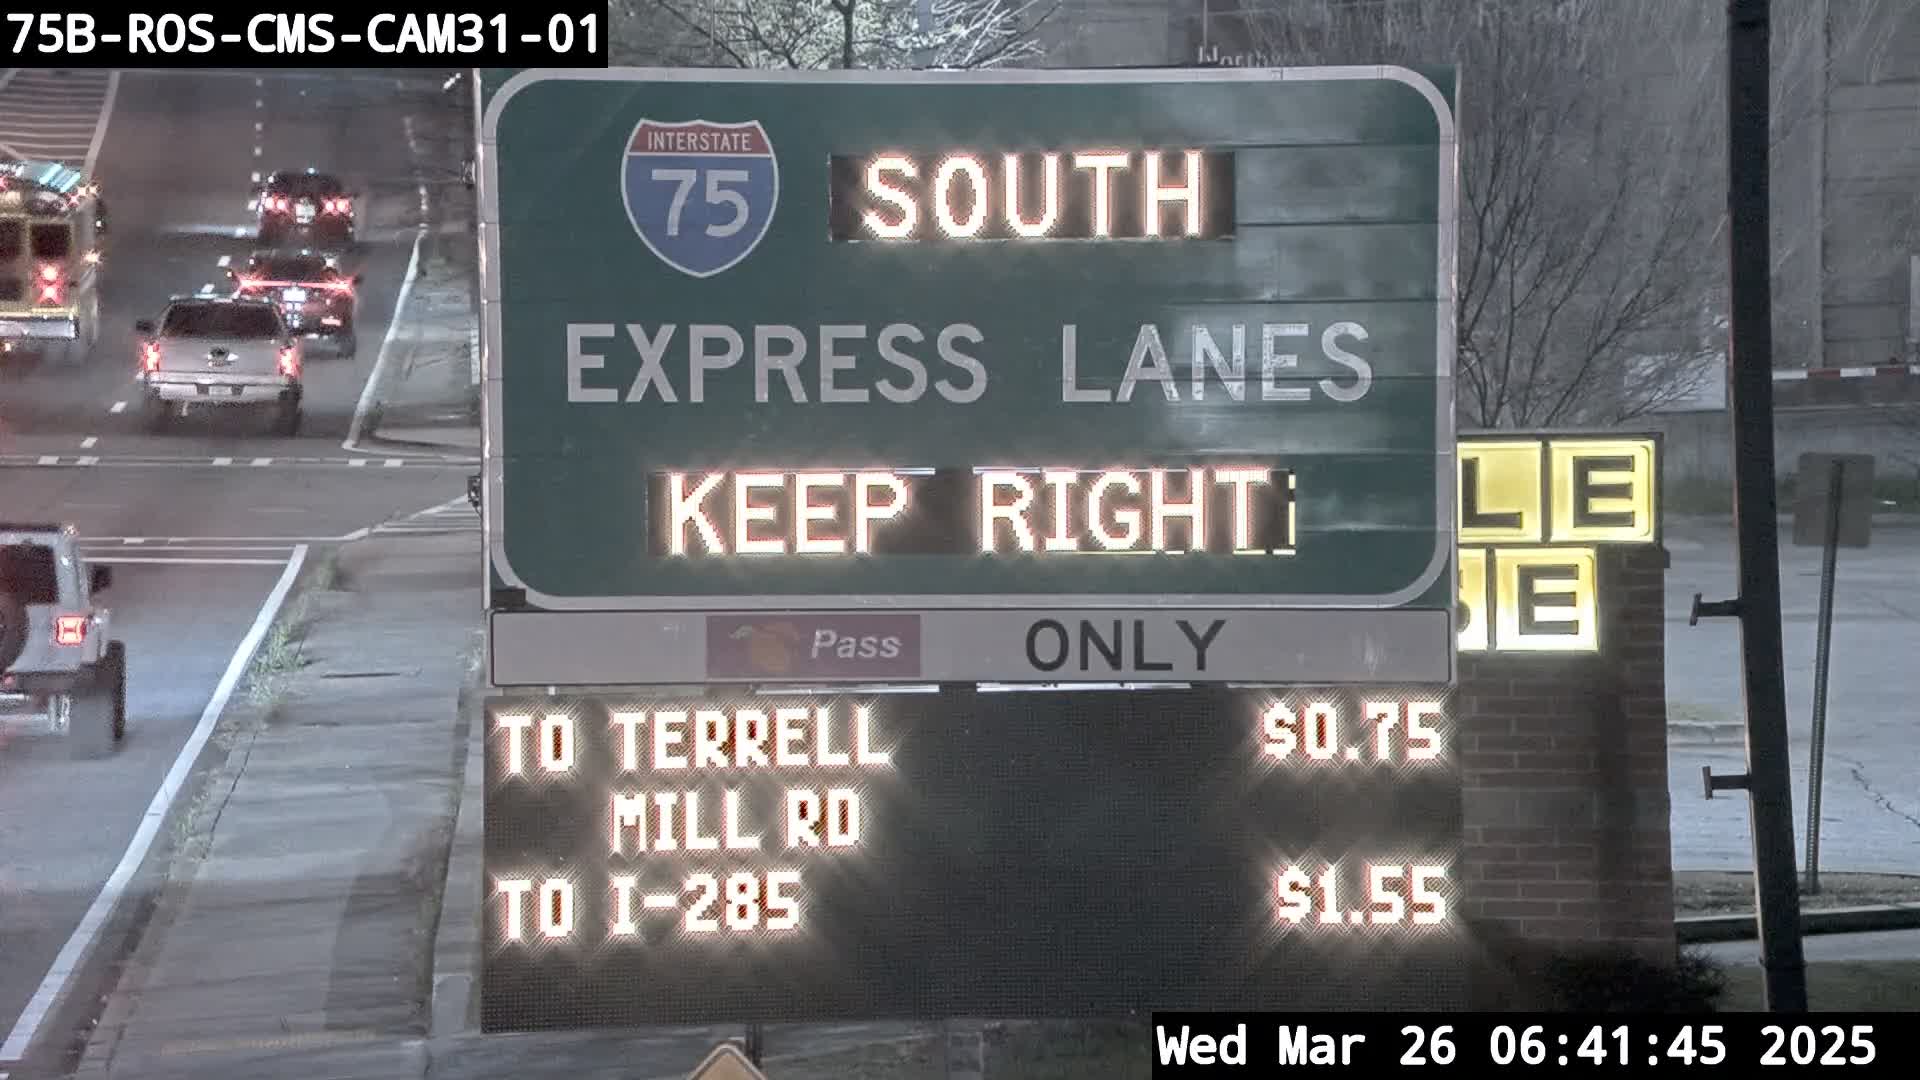 75B-ROS-CMS-CAM31-01
INTERSTATE
75
SOUTH
EXPRESS LANES
KEEP RIGHT
Pass ONLY
LE
E
TO TERRELL $0.75
MILL RD
TO I-285 $1.55
Wed Mar 26 06:41:45 2025